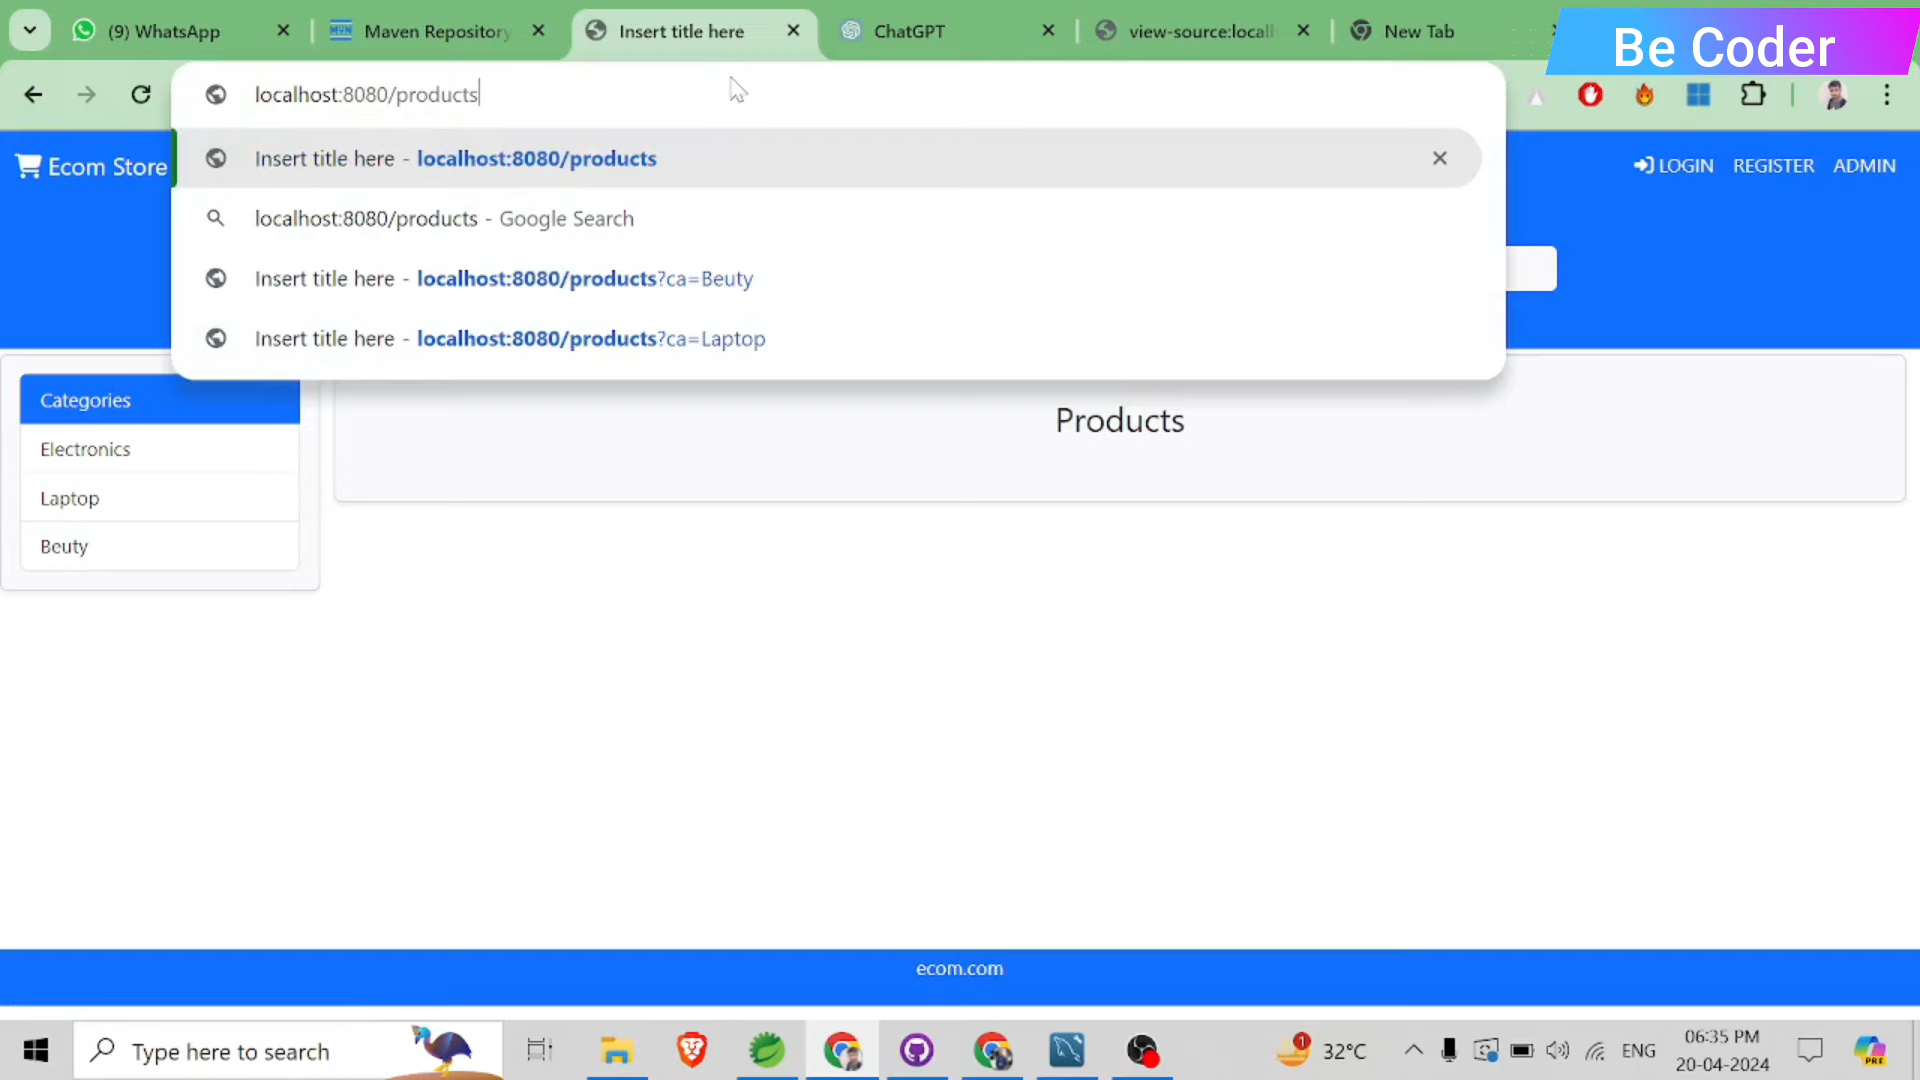 (9) WhatsApp
Maven Repository
Insert title here
ChatGPT
view-source:locall
New Tab
Be Coder
localhost:8080/products
Insert title here - localhost:8080/products
localhost:8080/products - Google Search
Insert title here - localhost:8080/products?ca=Beuty
Insert title here - localhost:8080/products?ca=Laptop
Ecom Store
LOGIN
REGISTER
ADMIN
Categories
Electronics
Laptop
Beuty
Products
ecom.com
Type here to search
1
32°C
ENG
06:35 PM
20-04-2024
PRE